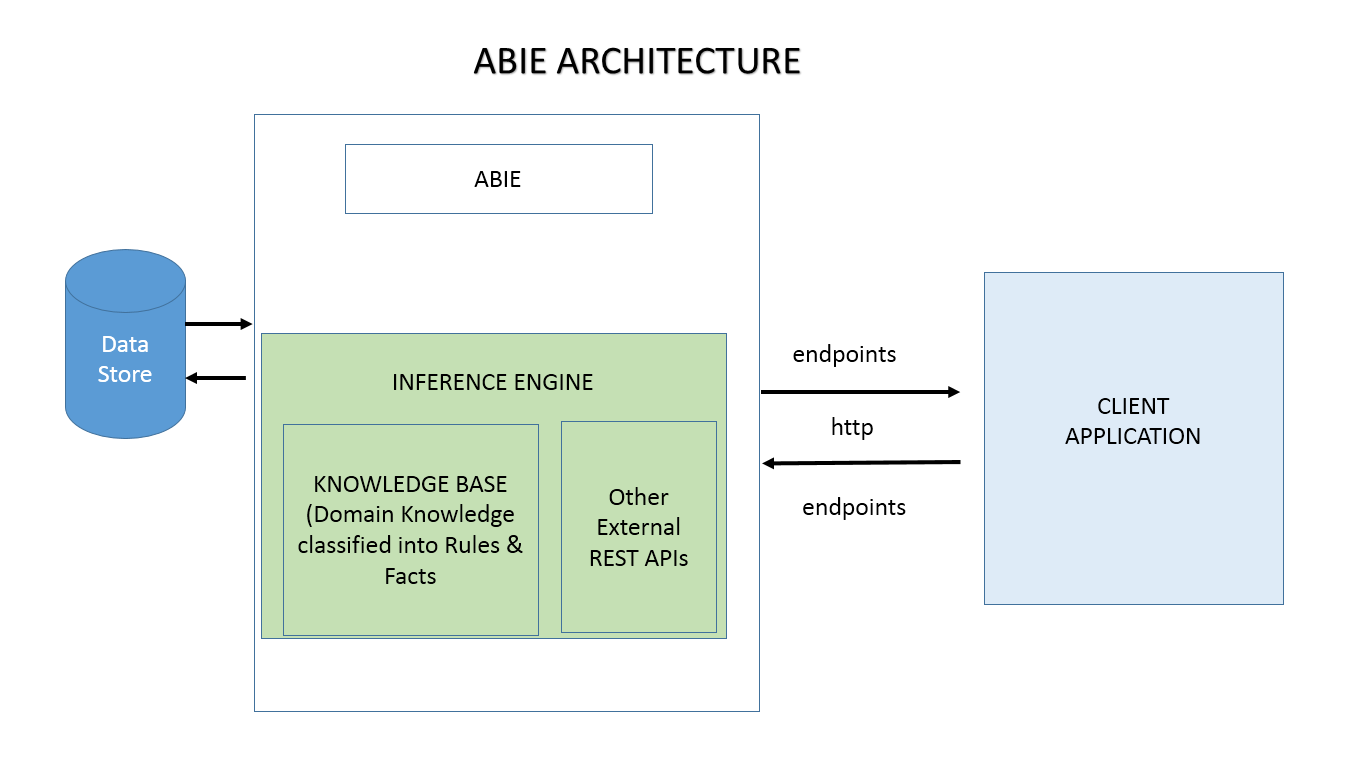 ABIE ARCHITECTURE
ABIE
Data
Store
INFERENCE ENGINE
KNOWLEDGE BASE
(Domain Knowledge
classified into Rules &
Facts
Other
External
REST APIs
endpoints
http
endpoints
CLIENT
APPLICATION